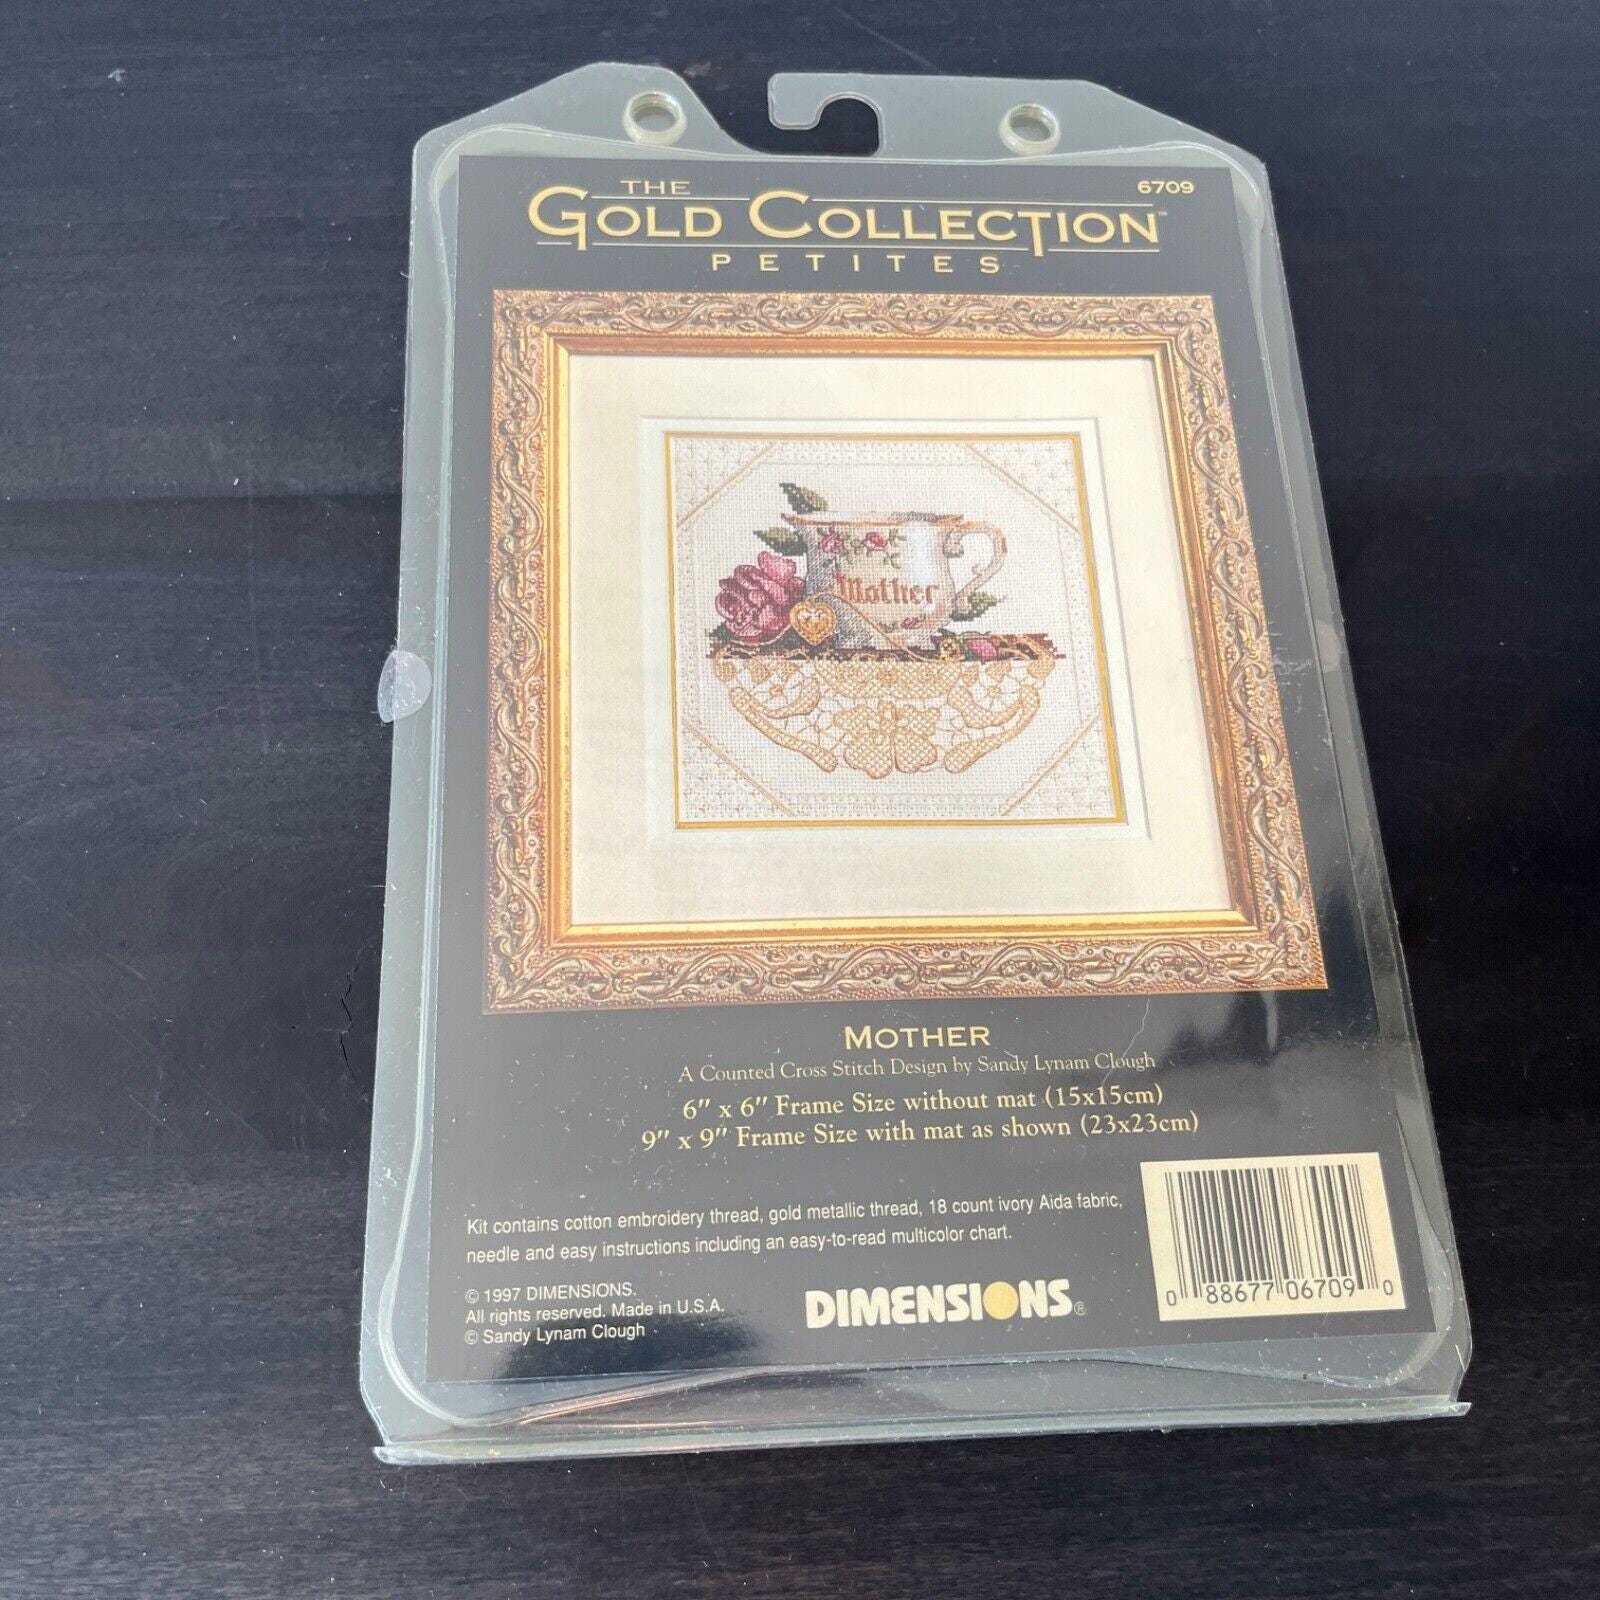 THE
6709
GOLD COLLECTION™
PETITES
Mother
MOTHER
A Counted Cross Stitch Design by Sandy Lynam Clough
6" x 6" Frame Size without mat (15x15cm)
9" x 9" Frame Size with mat as shown (23x23cm)
Kit contains cotton embroidery thread, gold metallic thread, 18 count ivory Aida fabric,
needle and easy instructions including an easy-to-read multicolor chart.
© 1997 DIMENSIONS.
All rights reserved. Made in U.S.A.
© Sandy Lynam Clough
DIMENSIONS®
0 88677 06709 0